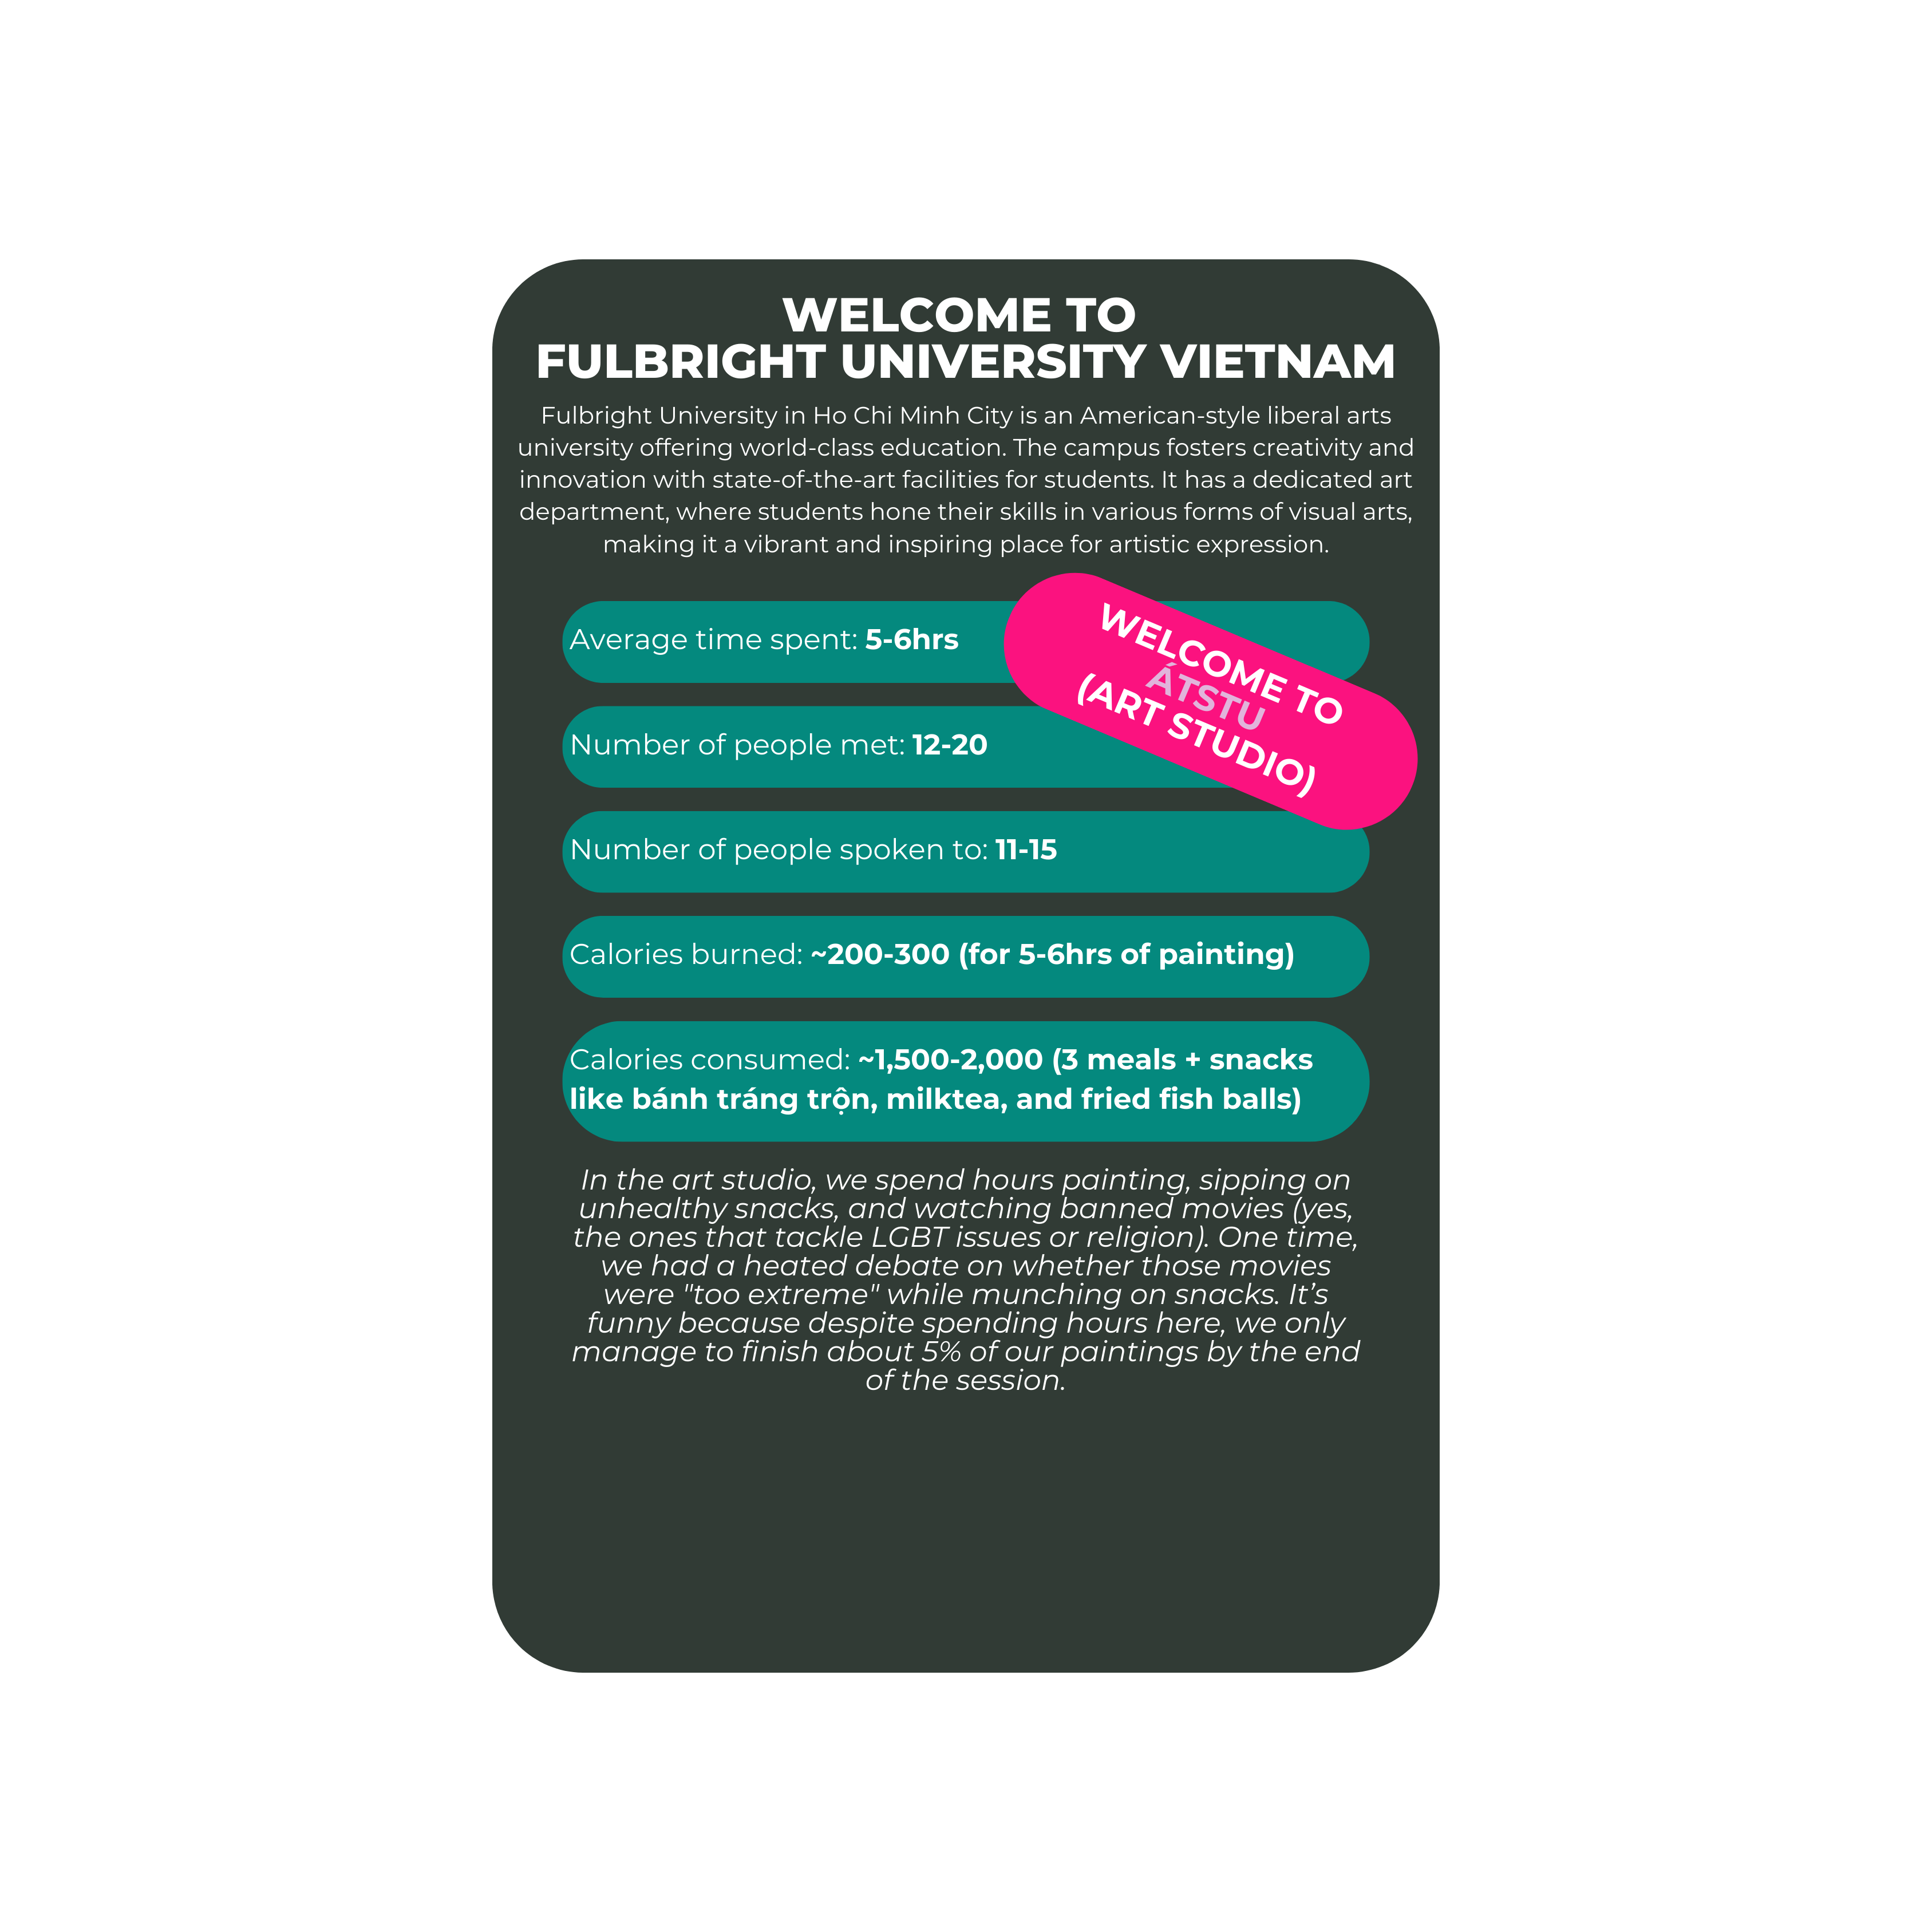 WELCOME TO
FULBRIGHT UNIVERSITY VIETNAM
Fulbright University in Ho Chi Minh City is an American-style liberal arts
university offering world-class education. The campus fosters creativity and
innovation with state-of-the-art facilities for students. It has a dedicated art
department, where students hone their skills in various forms of visual arts,
making it a vibrant and inspiring place for artistic expression.
WELCOME TO
ÁTSTU
(ART STUDIO)
Average time spent: 5-6hrs
Number of people met: 12-20
Number of people spoken to: 11-15
Calories burned: ~200-300 (for 5-6hrs of painting)
Calories consumed: ~1,500-2,000 (3 meals + snacks
like bánh tráng trộn, milktea, and fried fish balls)
In the art studio, we spend hours painting, sipping on
unhealthy snacks, and watching banned movies (yes,
the ones that tackle LGBT issues or religion). One time,
we had a heated debate on whether those movies
were "too extreme" while munching on snacks. It’s
funny because despite spending hours here, we only
manage to finish about 5% of our paintings by the end
of the session.